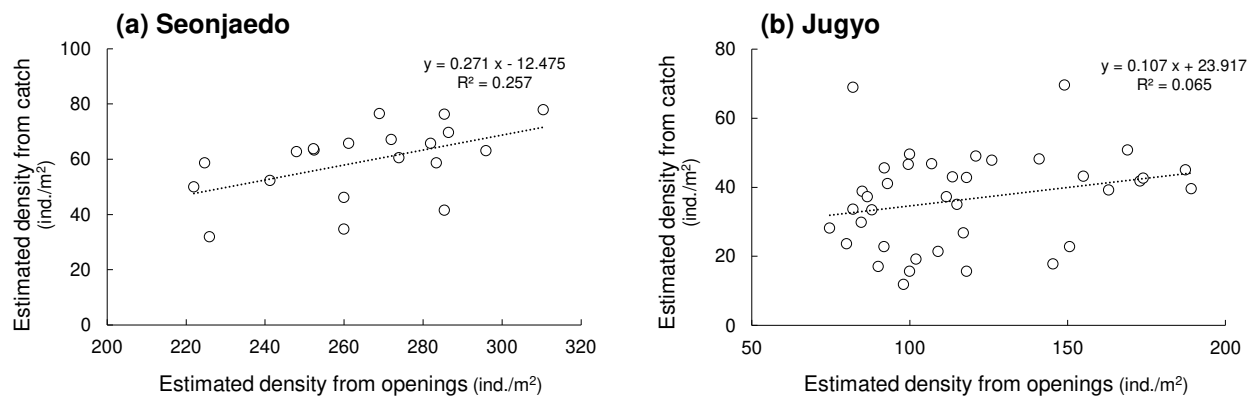 (a) Seonjaedo
y = 0.271 x - 12.475
R² = 0.257
100
80
60
40
20
0
200 220 240 260 280 300 320
Estimated density from catch
(ind./m²)
Estimated density from openings (ind./m²)
(b) Jugyo
y = 0.107 x + 23.917
R² = 0.065
80
60
40
20
0
50 100 150 200
Estimated density from catch
(ind./m²)
Estimated density from openings (ind./m²)